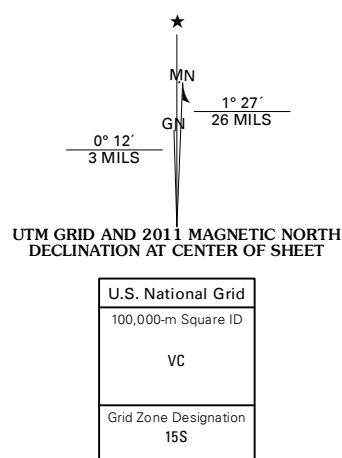 ★
MN
1° 27´
26 MILS
GN
0° 12´
3 MILS
UTM GRID AND 2011 MAGNETIC NORTH
DECLINATION AT CENTER OF SHEET
U.S. National Grid
100,000-m Square ID
VC
Grid Zone Designation
15S